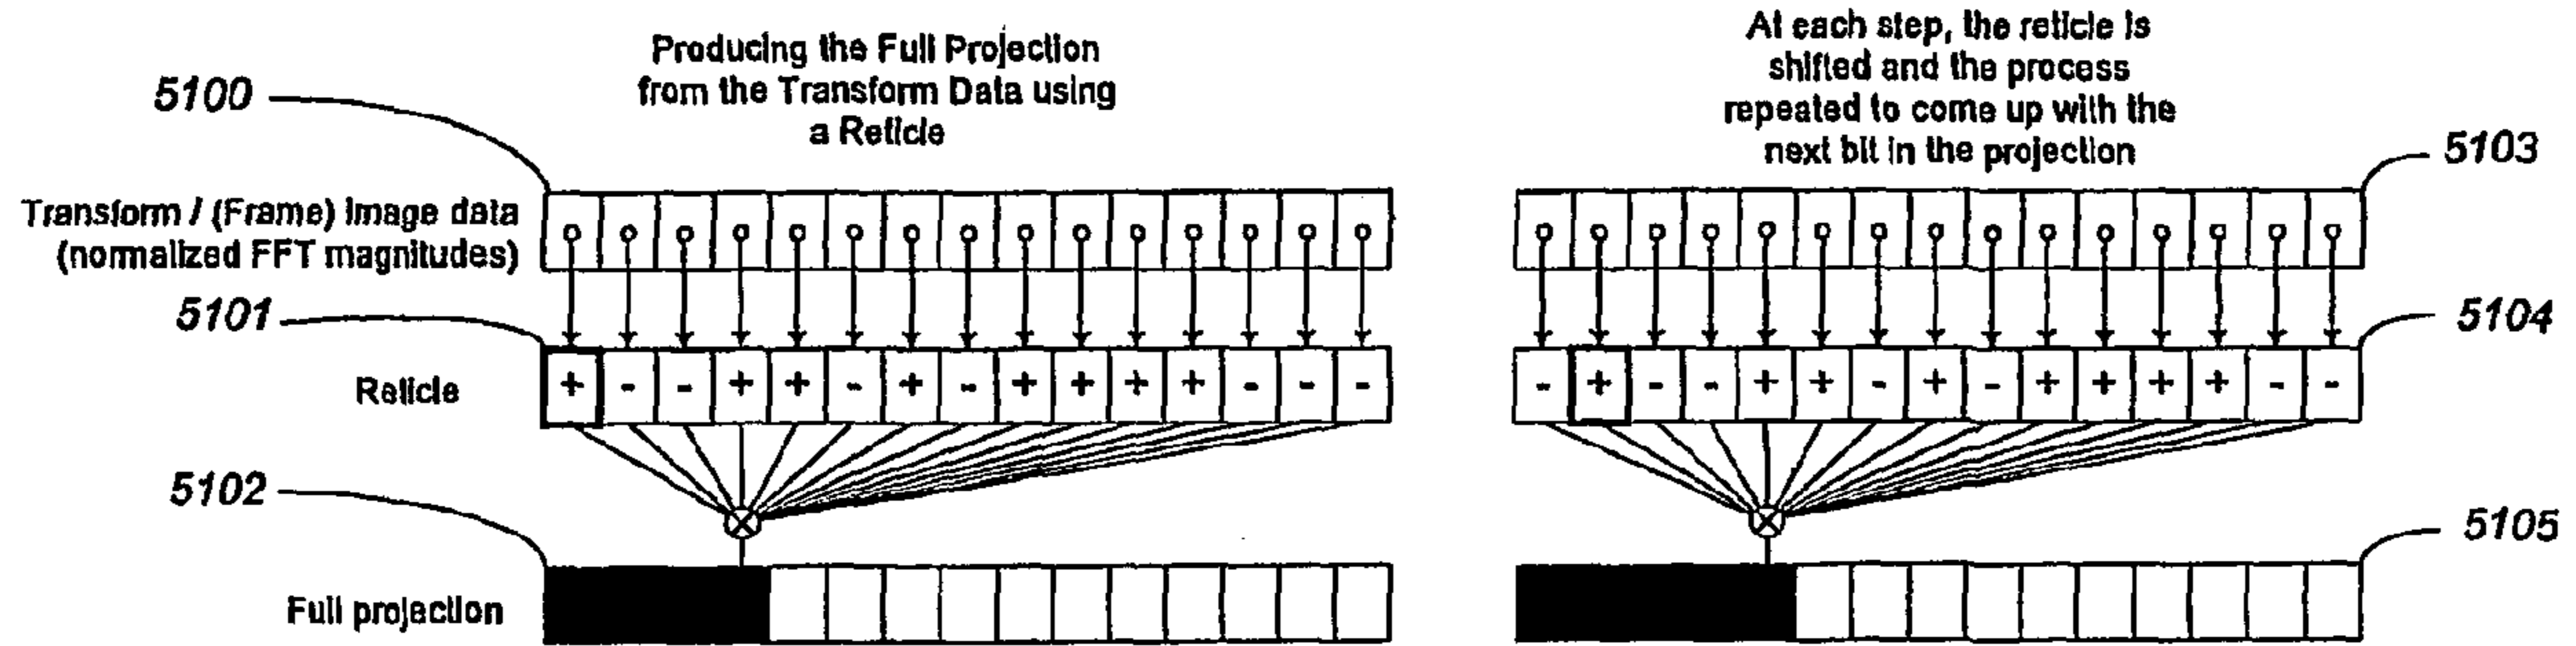 Producing the Full Projection
from the Transform Data using
a Reticle
At each step, the reticle is
shifted and the process
repeated to come up with the
next bit in the projection
5100
5103
Transform / (Frame) Image data
(normalized FFT magnitudes)
5101
5104
Reticle
+ - - + + - + - + + + + - - -
- + - - + + - + - + + + + - -
5102
5105
Full projection